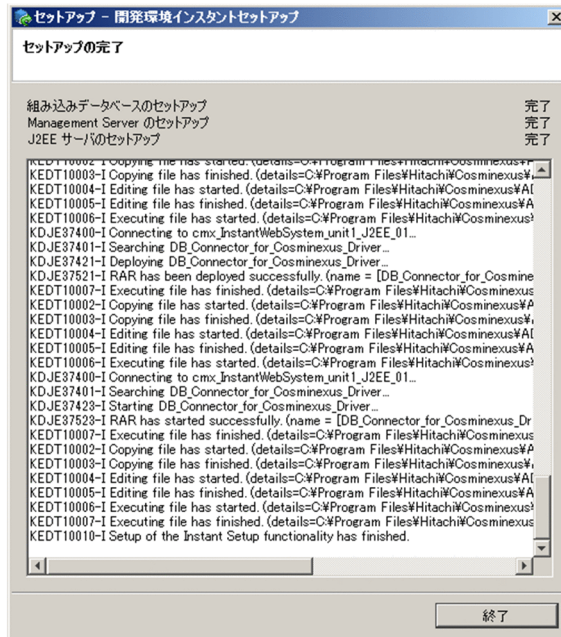 セットアップ - 開発環境インスタントセットアップ
セットアップの完了
組み込みデータベースのセットアップ 完了
Management Server のセットアップ 完了
J2EE サーバのセットアップ 完了
KEDT10002-I Copying file has started. (details=C:¥Program Files¥Hitachi¥Cosminexus¥
KEDT10003-I Copying file has finished. (details=C:¥Program Files¥Hitachi¥Cosminexus¥
KEDT10004-I Editing file has started. (details=C:¥Program Files¥Hitachi¥Cosminexus¥AD
KEDT10005-I Editing file has finished. (details=C:¥Program Files¥Hitachi¥Cosminexus¥A
KEDT10006-I Executing file has started. (details=C:¥Program Files¥Hitachi¥Cosminexus¥
KDJE37400-I Connecting to cmx_InstantWebSystem_unit1_J2EE_01...
KDJE37401-I Searching DB_Connector_for_Cosminexus_Driver...
KDJE37421-I Deploying DB_Connector_for_Cosminexus_Driver...
KDJE37521-I RAR has been deployed successfully. (name = [DB_Connector_for_Cosmine
KEDT10007-I Executing file has finished. (details=C:¥Program Files¥Hitachi¥Cosminexus
KEDT10002-I Copying file has started. (details=C:¥Program Files¥Hitachi¥Cosminexus¥A
KEDT10003-I Copying file has finished. (details=C:¥Program Files¥Hitachi¥Cosminexus¥
KEDT10004-I Editing file has started. (details=C:¥Program Files¥Hitachi¥Cosminexus¥AD
KEDT10005-I Editing file has finished. (details=C:¥Program Files¥Hitachi¥Cosminexus¥A
KEDT10006-I Executing file has started. (details=C:¥Program Files¥Hitachi¥Cosminexus¥
KDJE37400-I Connecting to cmx_InstantWebSystem_unit1_J2EE_01...
KDJE37401-I Searching DB_Connector_for_Cosminexus_Driver...
KDJE37423-I Starting DB_Connector_for_Cosminexus_Driver...
KDJE37523-I RAR has started successfully. (name = [DB_Connector_for_Cosminexus_Dr
KEDT10007-I Executing file has finished. (details=C:¥Program Files¥Hitachi¥Cosminexus
KEDT10002-I Copying file has started. (details=C:¥Program Files¥Hitachi¥Cosminexus¥A
KEDT10003-I Copying file has finished. (details=C:¥Program Files¥Hitachi¥Cosminexus¥
KEDT10004-I Editing file has started. (details=C:¥Program Files¥Hitachi¥Cosminexus¥AD
KEDT10005-I Editing file has finished. (details=C:¥Program Files¥Hitachi¥Cosminexus¥A
KEDT10006-I Executing file has started. (details=C:¥Program Files¥Hitachi¥Cosminexus¥
KEDT10007-I Executing file has finished. (details=C:¥Program Files¥Hitachi¥Cosminexus
KEDT10010-I Setup of the Instant Setup functionality has finished.
終了